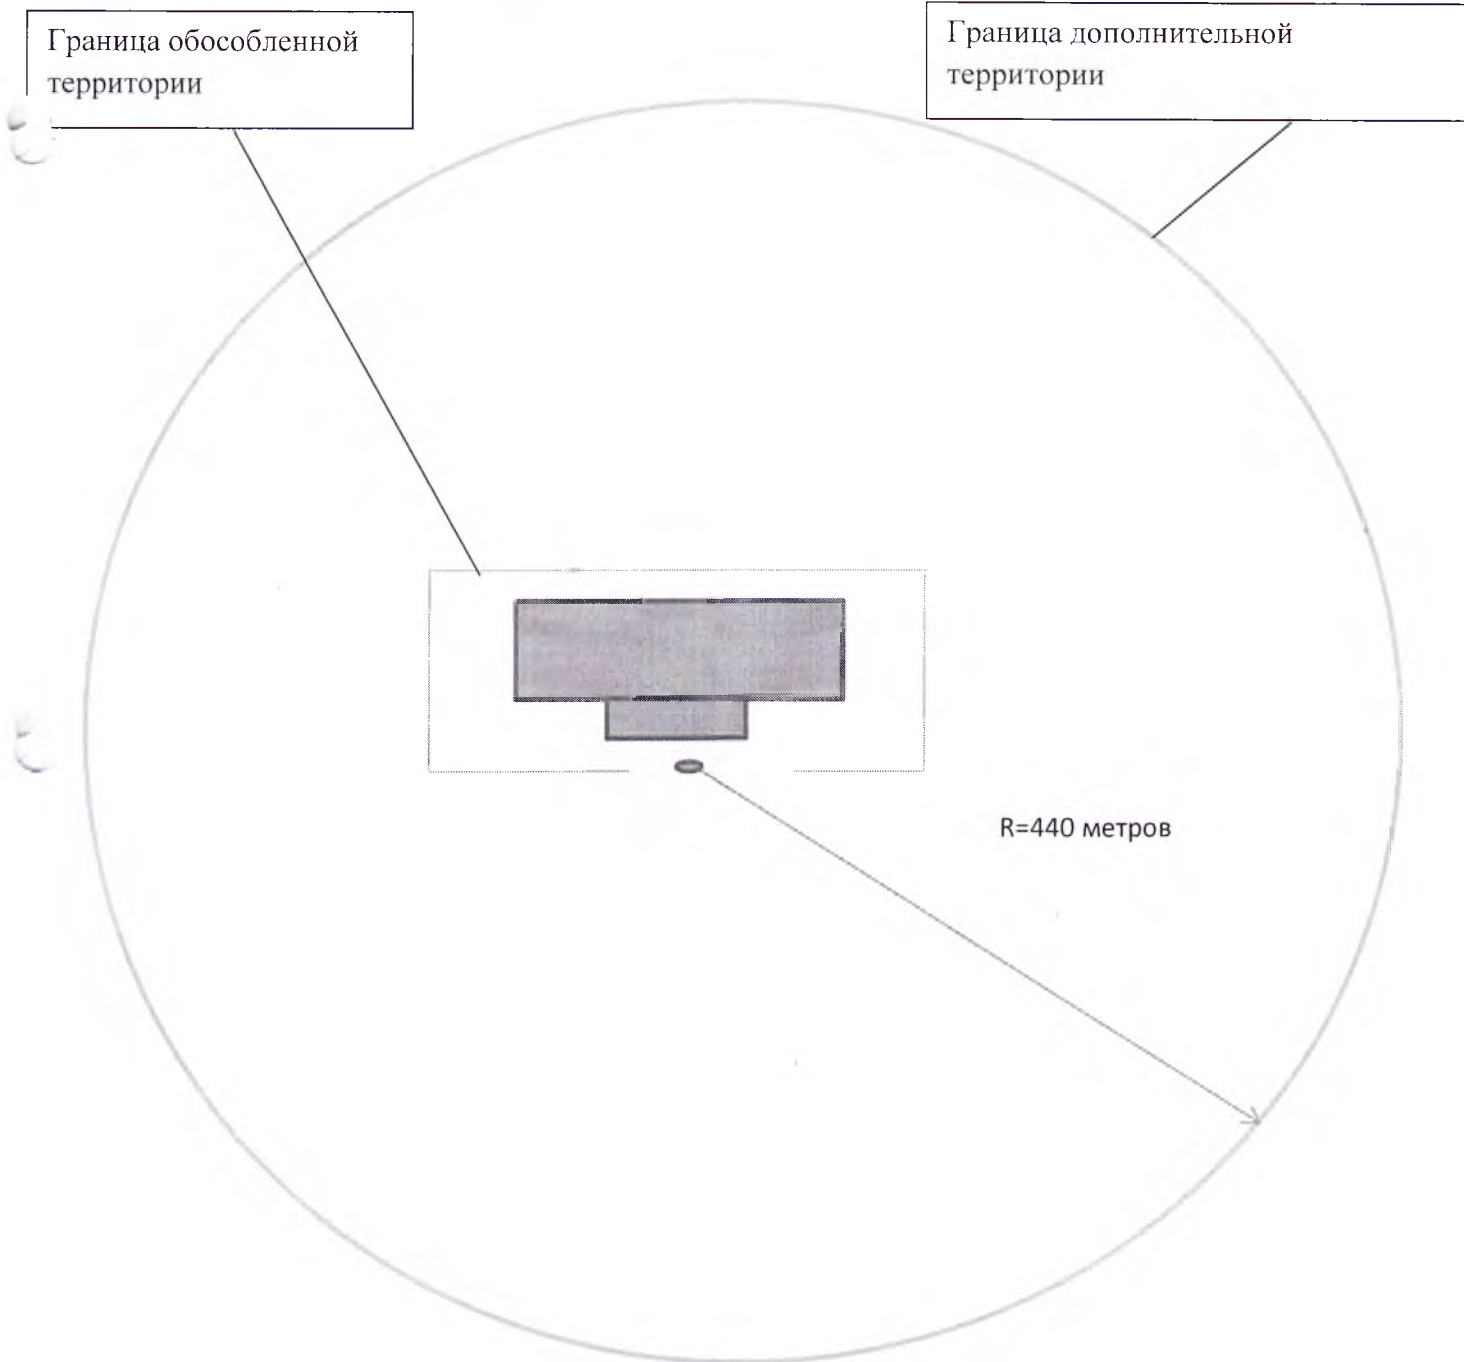 Граница обособленной
территории
Граница дополнительной
территории
R=440 метров